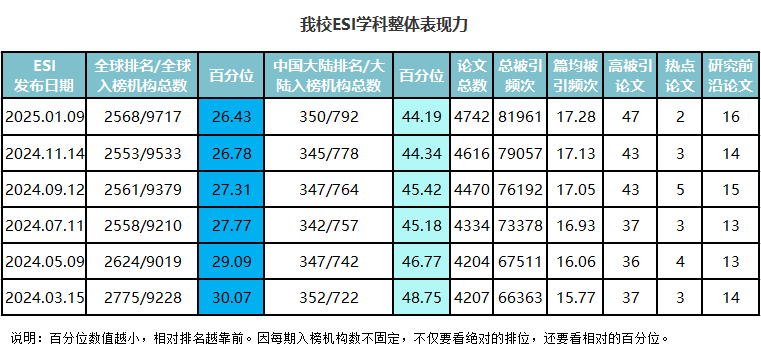 我校ESI学科整体表现力
ESI 发布日期 全球排名/全球入榜机构总数 百分位 中国大陆排名/大陆入榜机构总数 百分位 论文总数 总被引频次 篇均被引频次 高被引论文 热点论文 研究前沿论文
2025.01.09 2568/9717 26.43 350/792 44.19 4742 81961 17.28 47 2 16
2024.11.14 2553/9533 26.78 345/778 44.34 4616 79057 17.13 43 3 14
2024.09.12 2561/9379 27.31 347/764 45.42 4470 76192 17.05 43 5 15
2024.07.11 2558/9210 27.77 342/757 45.18 4334 73378 16.93 37 3 13
2024.05.09 2624/9019 29.09 347/742 46.77 4204 67511 16.06 36 4 13
2024.03.15 2775/9228 30.07 352/722 48.75 4207 66363 15.77 37 3 14
说明：百分位数值越小，相对排名越靠前。因每期入榜机构数不固定，不仅要看绝对的排位，还要看相对的百分位。